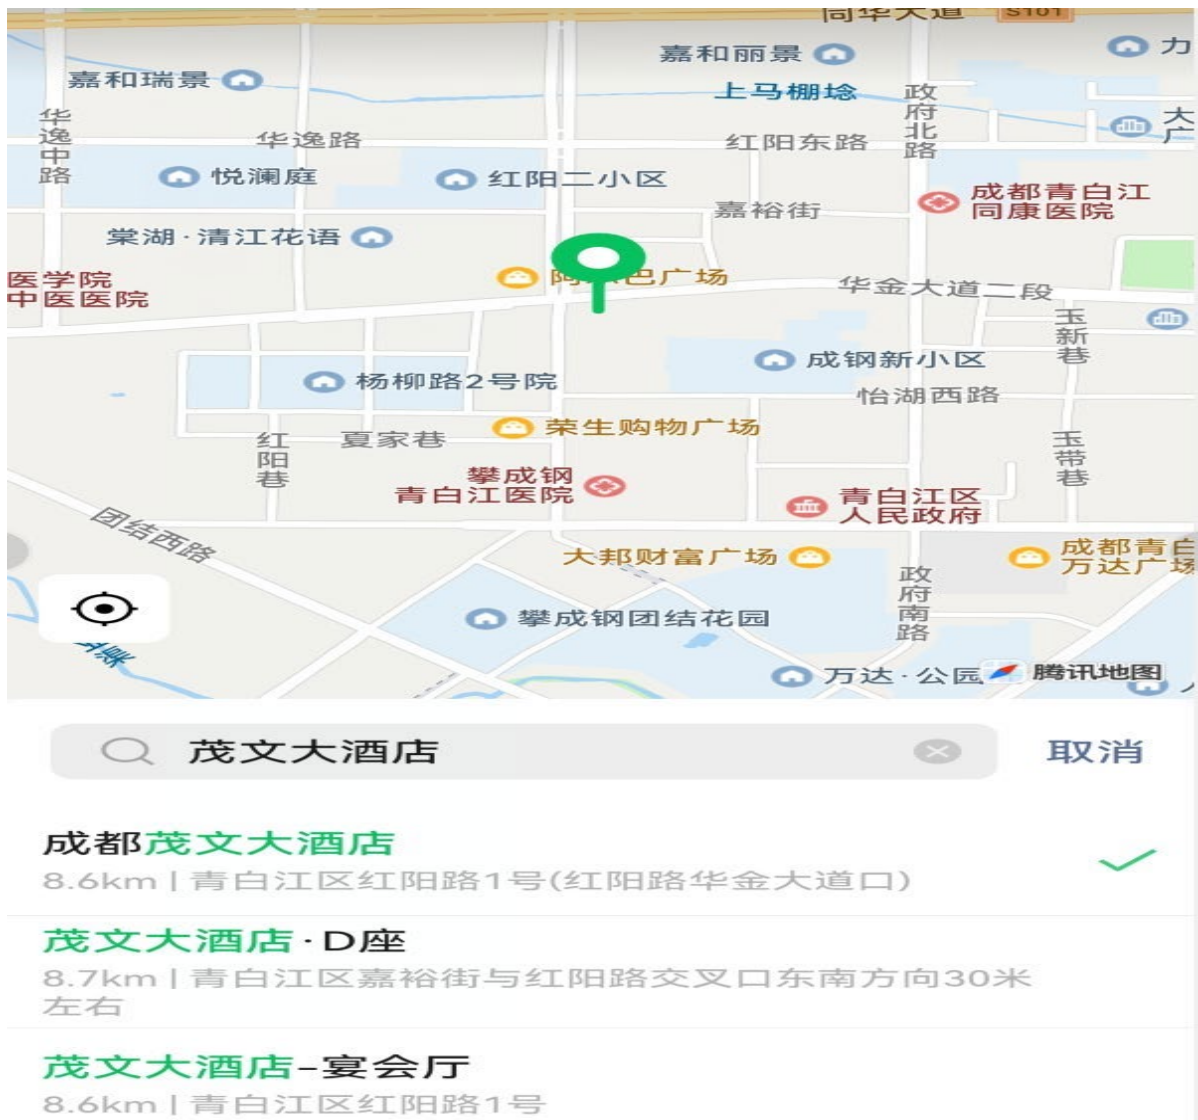 同华大道
S101
嘉和丽景
力
嘉和瑞景
上马棚埝
政府北路
大
广
华逸中路
华逸路
红阳东路
悦澜庭
红阳二小区
成都青白江
同康医院
嘉裕街
棠湖·清江花语
医学院
中医医院
巴广场
华金大道二段
玉新巷
成钢新小区
杨柳路2号院
怡湖西路
荣生购物广场
红阳巷
夏家巷
玉带巷
攀成钢
青白江医院
青白江区
人民政府
团结西路
大邦财富广场
成都青白
万达广场
政府南路
攀成钢团结花园
万达·公园
腾讯地图
茂文大酒店
取消
成都茂文大酒店
8.6km | 青白江区红阳路1号(红阳路华金大道口)
茂文大酒店·D座
8.7km | 青白江区嘉裕街与红阳路交叉口东南方向30米
左右
茂文大酒店-宴会厅
8.6km | 青白江区红阳路1号